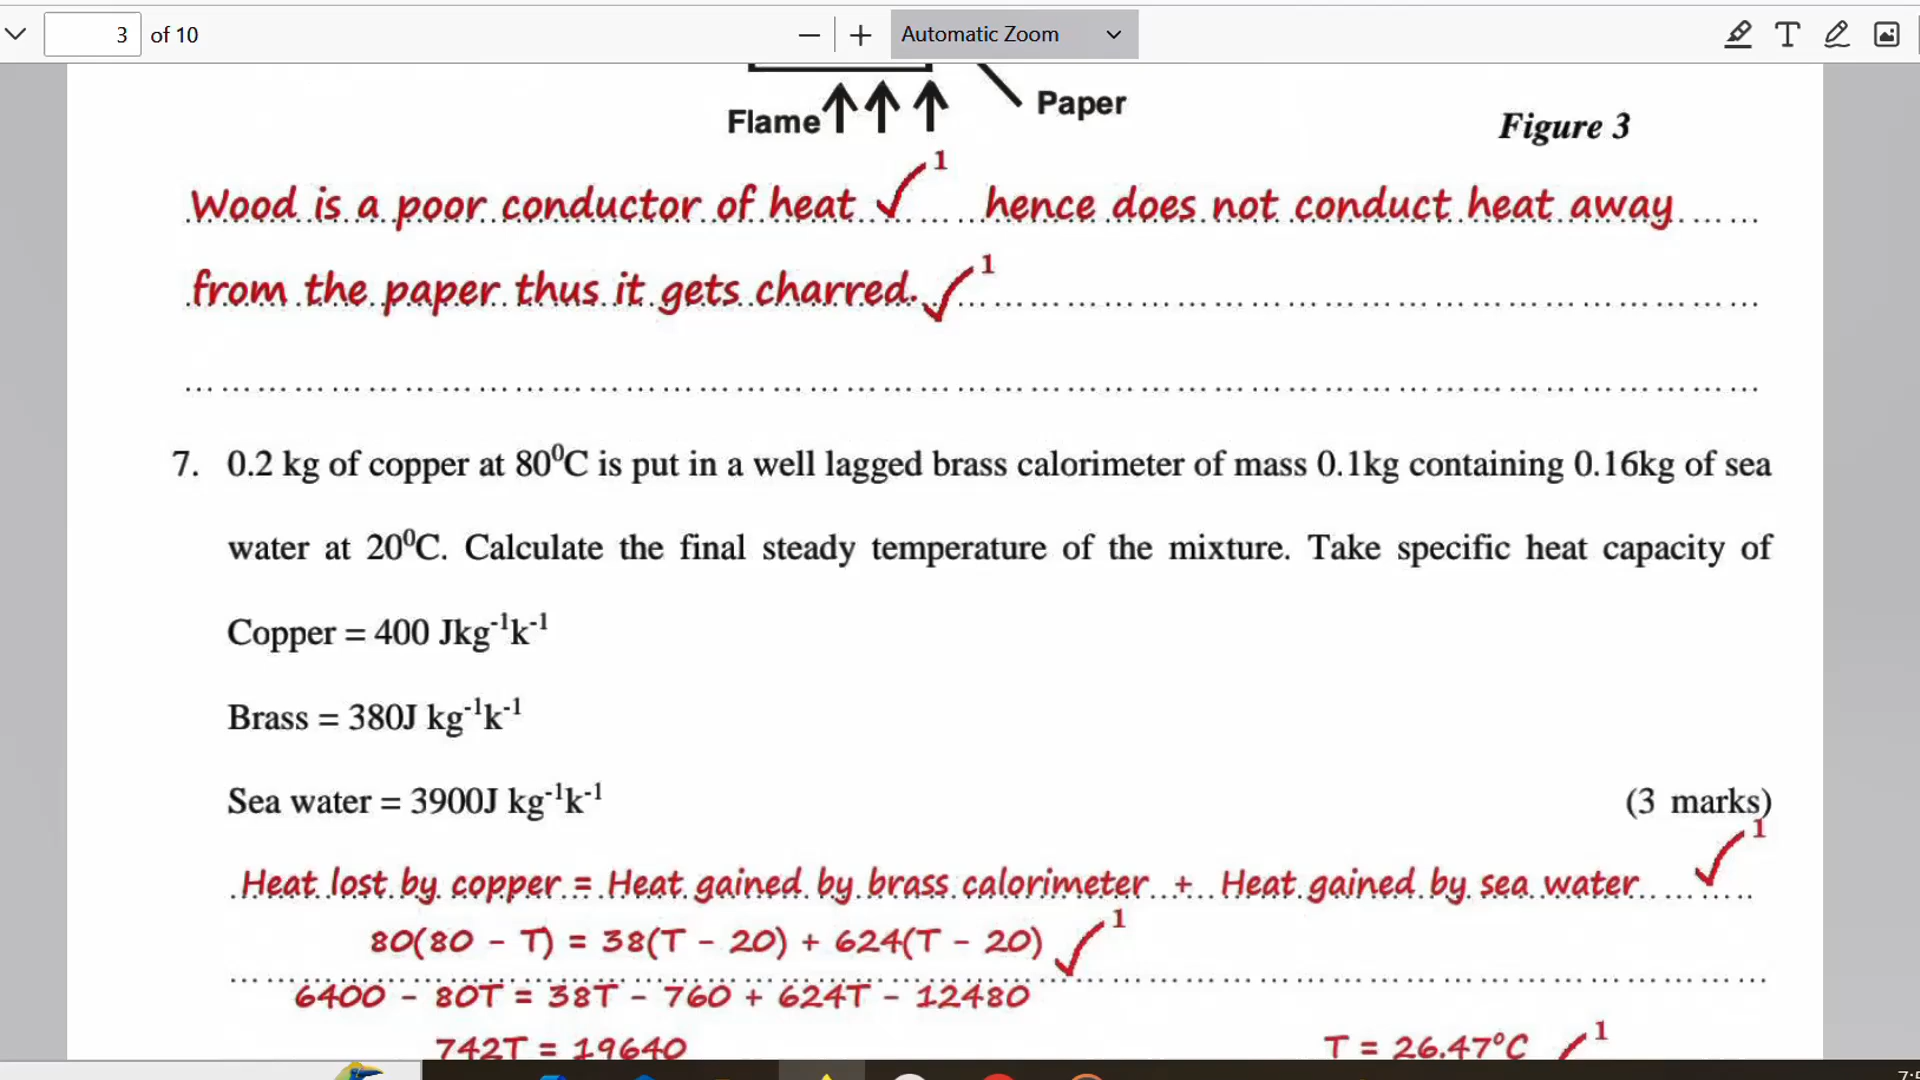 3 of 10
Automatic Zoom
Flame
Paper
Figure 3
Wood is a poor conductor of heat ✓1 hence does not conduct heat away
from the paper thus it gets charred. ✓1
7. 0.2 kg of copper at 80⁰C is put in a well lagged brass calorimeter of mass 0.1kg containing 0.16kg of sea
water at 20⁰C. Calculate the final steady temperature of the mixture. Take specific heat capacity of
Copper = 400 Jkg⁻¹k⁻¹
Brass = 380J kg⁻¹k⁻¹
Sea water = 3900J kg⁻¹k⁻¹ (3 marks)
Heat lost by copper = Heat gained by brass calorimeter + Heat gained by sea water ✓1
80(80 - T) = 38(T - 20) + 624(T - 20) ✓1
6400 - 80T = 38T - 760 + 624T - 12480
742T = 19640 T = 26.47°C ✓1